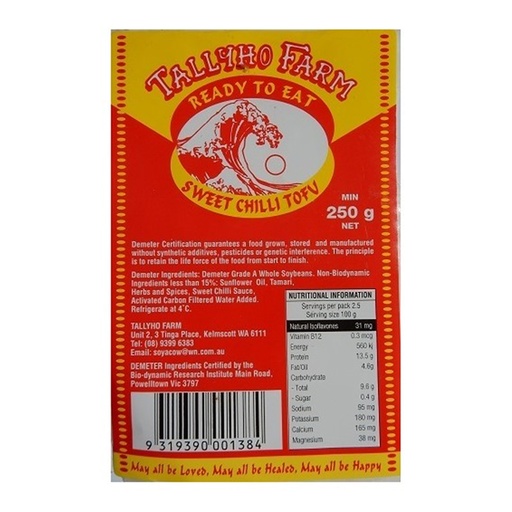 TALLYHO FARM
READY TO EAT
SWEET CHILLI TOFU
MIN
250 g
NET
Demeter Certification guarantees a food grown, stored and manufactured
without synthetic additives, pesticides or genetic interference. The principle
is to retain the life force of the food from start to finish.
Demeter Ingredients: Demeter Grade A Whole Soybeans. Non-Biodynamic
Ingredients less than 15%: Sunflower Oil, Tamari,
Herbs and Spices, Sweet Chilli Sauce,
Activated Carbon Filtered Water Added.
Refrigerate at 4°C.
TALLYHO FARM
Unit 2, 3 Tinga Place, Kelmscott WA 6111
Tel: (08) 9399 6383
Email: soyacow@wn.com.au
DEMETER Ingredients Certified by the
Bio-dynamic Research Institute Main Road,
Powelltown Vic 3797
NUTRITIONAL INFORMATION
Servings per pack 2.5
Serving size 100 g
Natural Isoflavones 31 mg
Vitamin B12 0.3 mcg
Energy 560 kj
Protein 13.5 g
Fat/Oil 4.6g
Carbohydrate
- Total 9.6 g
- Sugar 0.4 g
Sodium 95 mg
Potassium 180 mg
Calcium 165 mg
Magnesium 38 mg
9 319390 001384
May all be Loved, May all be Healed, May all be Happy